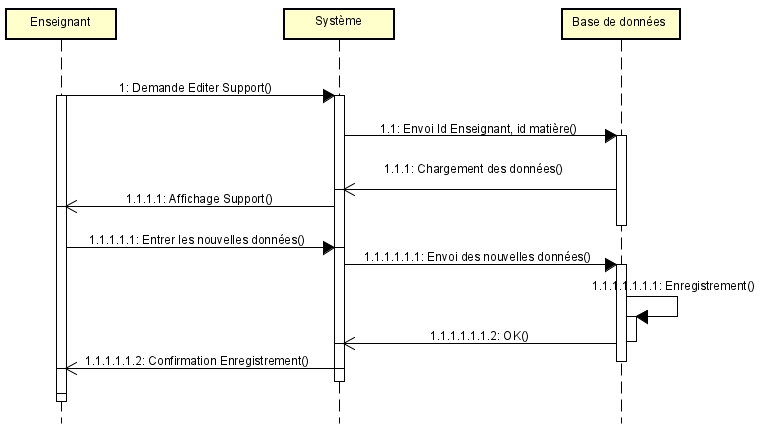 Enseignant
Système
Base de données
1: Demande Editer Support()
1.1: Envoi Id Enseignant, id matière()
1.1.1: Chargement des données()
1.1.1.1: Affichage Support()
1.1.1.1.1: Entrer les nouvelles données()
1.1.1.1.1.1: Envoi des nouvelles données()
1.1.1.1.1.1.1: Enregistrement()
1.1.1.1.1.1.2: OK()
1.1.1.1.1.2: Confirmation Enregistrement()